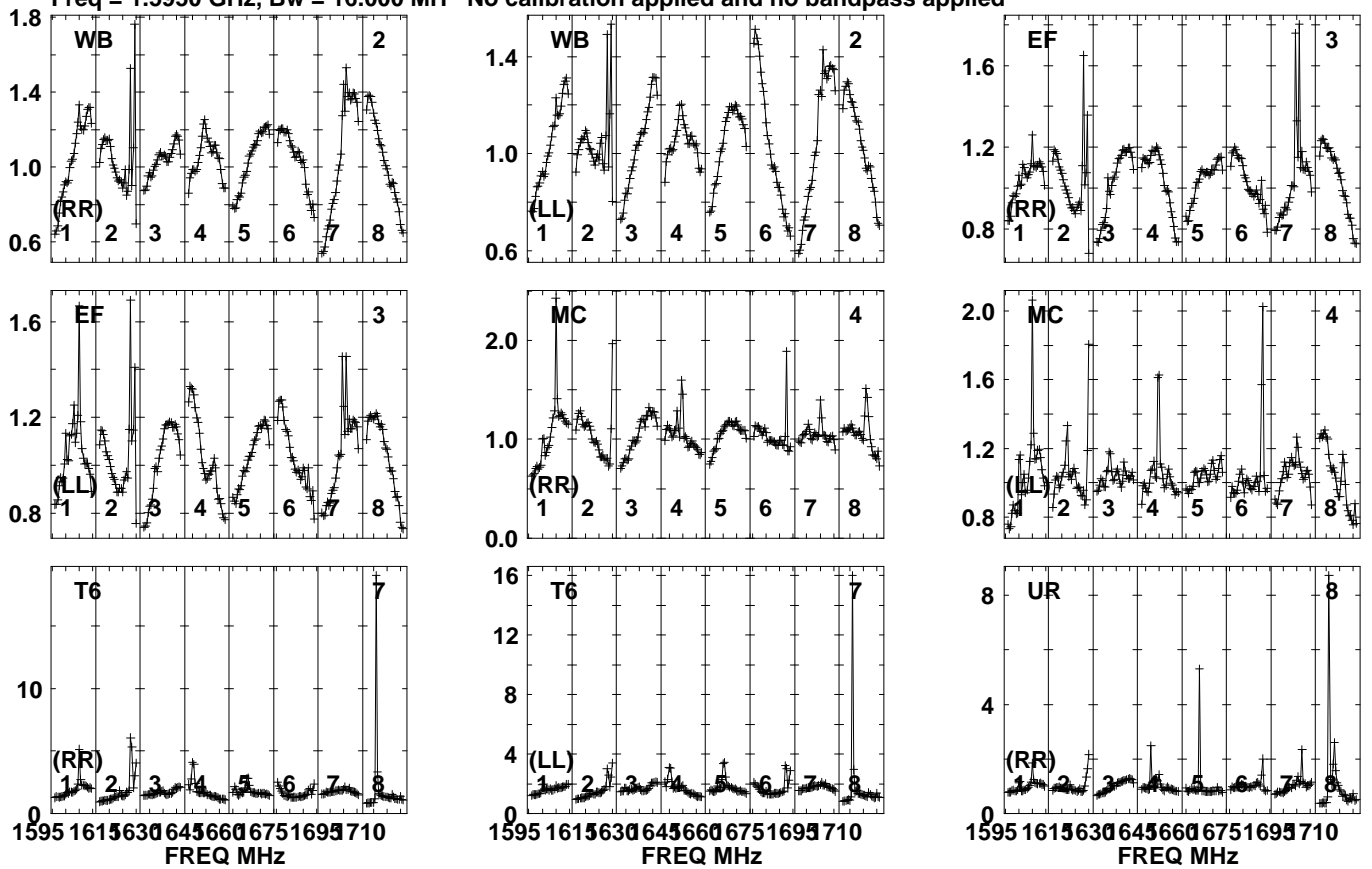 Freq = 1.5950 GHz, Bw = 16.000 MH No calibration applied and no bandpass applied
1.8 WB 2
1.4
1.0
0.6 (RR)
1 2 3 4 5 6 7 8
WB 2
1.4
1.0
0.6 (LL)
1 2 3 4 5 6 7 8
EF 3
1.6
1.2
0.8 (RR)
1 2 3 4 5 6 7 8
EF 3
1.6
1.2
0.8 (LL)
1 2 3 4 5 6 7 8
MC 4
2.0
1.0
0.0 (RR)
1 2 3 4 5 6 7 8
MC 4
2.0
1.6
1.2
0.8 (LL)
1 2 3 4 5 6 7 8
T6 7
10
0 (RR)
1 2 3 4 5 6 7 8
1595 1615 1630 1645 1660 1675 1695 1710
FREQ MHz
T6 7
16
12
8
4
0 (LL)
1 2 3 4 5 6 7 8
1595 1615 1630 1645 1660 1675 1695 1710
FREQ MHz
UR 8
8
4
0 (RR)
1 2 3 4 5 6 7 8
1595 1615 1630 1645 1660 1675 1695 1710
FREQ MHz